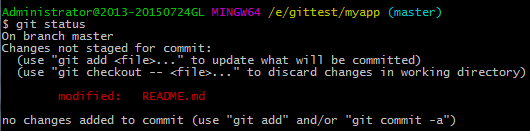 Administrator@2013-20150724GL MINGW64 /e/gittest/myapp (master)
$ git status
On branch master
Changes not staged for commit:
  (use "git add <file>..." to update what will be committed)
  (use "git checkout -- <file>..." to discard changes in working directory)
        modified:   README.md
no changes added to commit (use "git add" and/or "git commit -a")